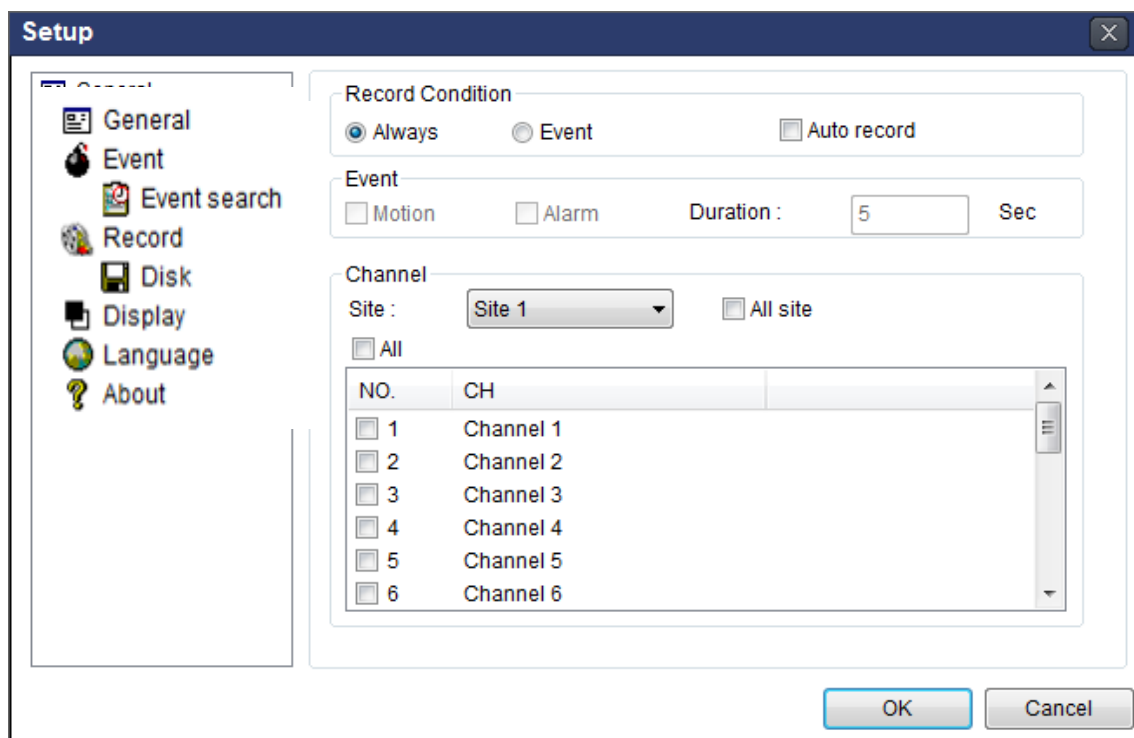 Setup
General
General
Event
Event search
Record
Disk
Display
Language
About
Record Condition
Always Event Auto record
Event
Motion Alarm Duration : 5 Sec
Channel
Site : Site 1 All site
All
NO. CH
1 Channel 1
2 Channel 2
3 Channel 3
4 Channel 4
5 Channel 5
6 Channel 6
OK Cancel